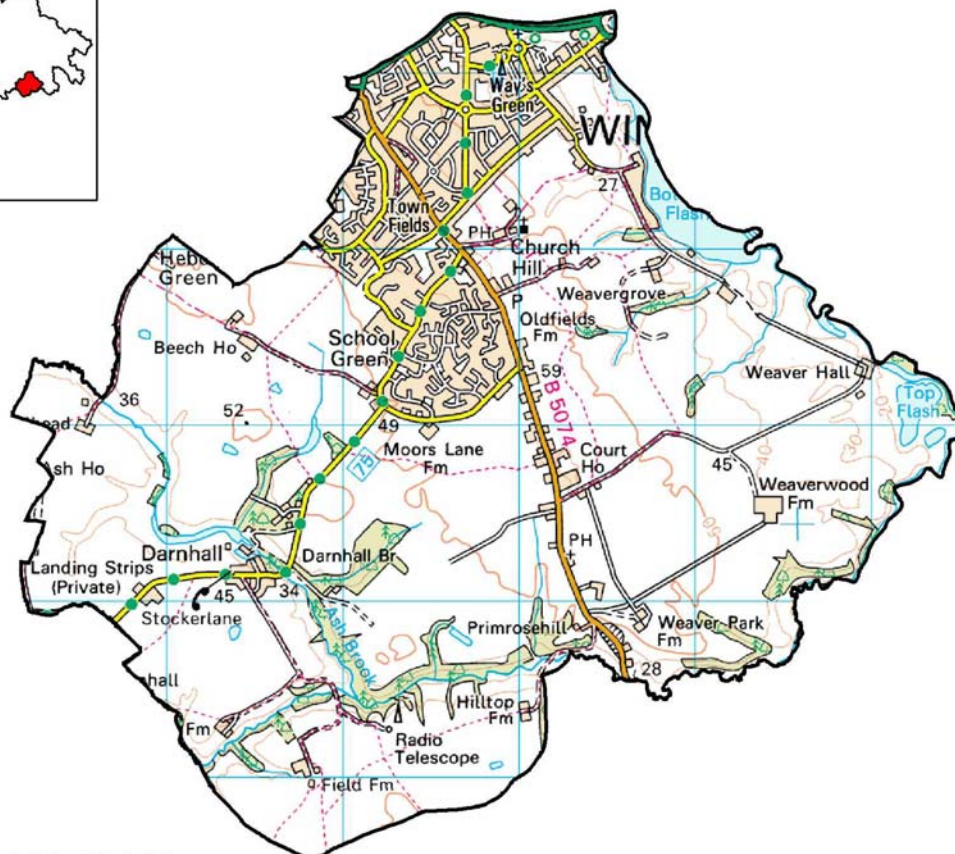 Way's
Green
WIN
27
Town
Fields
PH
Church
Hill
Flash
Green
Weavergrove
P
Oldfields
Fm
Beech Ho
School
Green
59
B 5074
Weaver Hall
Top
Flash
36
52
49
Moors Lane
Fm
75
Court
Ho
45
Weaverwood
Fm
Darnhall
Darnhall Br
PH
Landing Strips
(Private)
45
34
Stockerlane
Ash Brook
Primrosehill
Weaver Park
Fm
28
Hilltop
Fm
Fm
Radio
Telescope
Field Fm